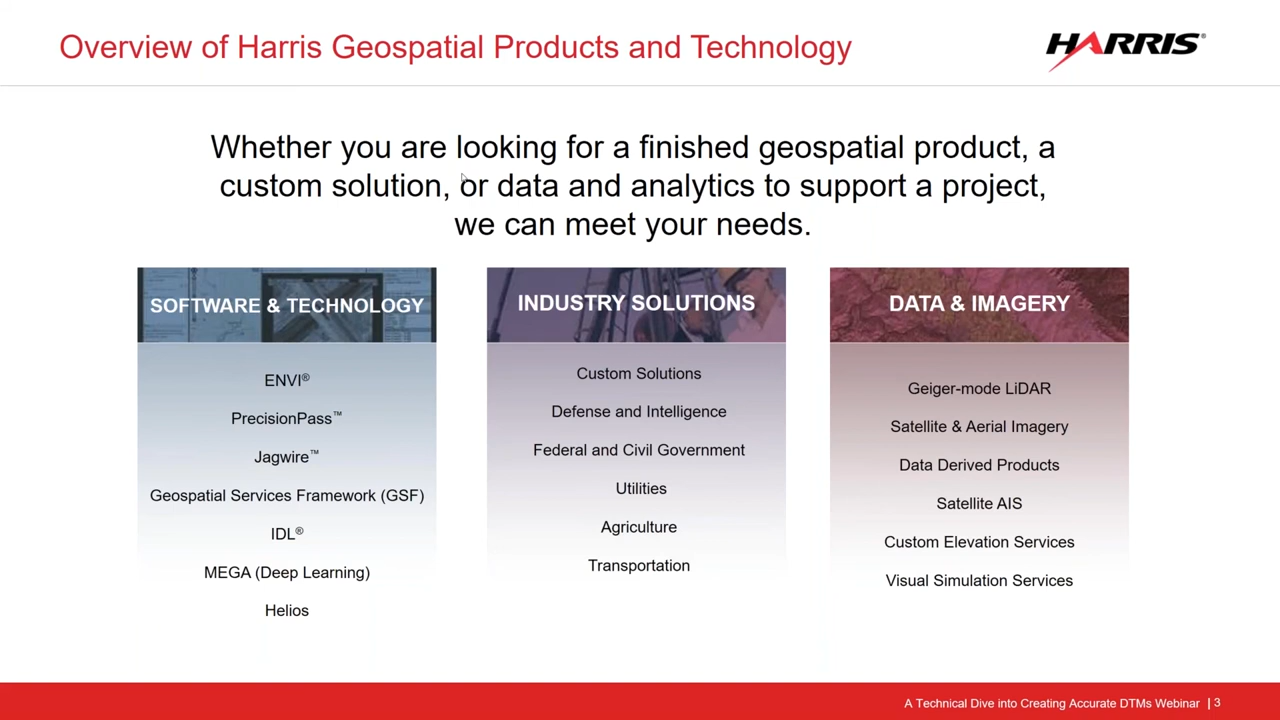 Overview of Harris Geospatial Products and Technology
HARRIS®
Whether you are looking for a finished geospatial product, a
custom solution, or data and analytics to support a project,
we can meet your needs.
SOFTWARE & TECHNOLOGY
ENVI®
PrecisionPass™
Jagwire™
Geospatial Services Framework (GSF)
IDL®
MEGA (Deep Learning)
Helios
INDUSTRY SOLUTIONS
Custom Solutions
Defense and Intelligence
Federal and Civil Government
Utilities
Agriculture
Transportation
DATA & IMAGERY
Geiger-mode LiDAR
Satellite & Aerial Imagery
Data Derived Products
Satellite AIS
Custom Elevation Services
Visual Simulation Services
A Technical Dive into Creating Accurate DTMs Webinar | 3